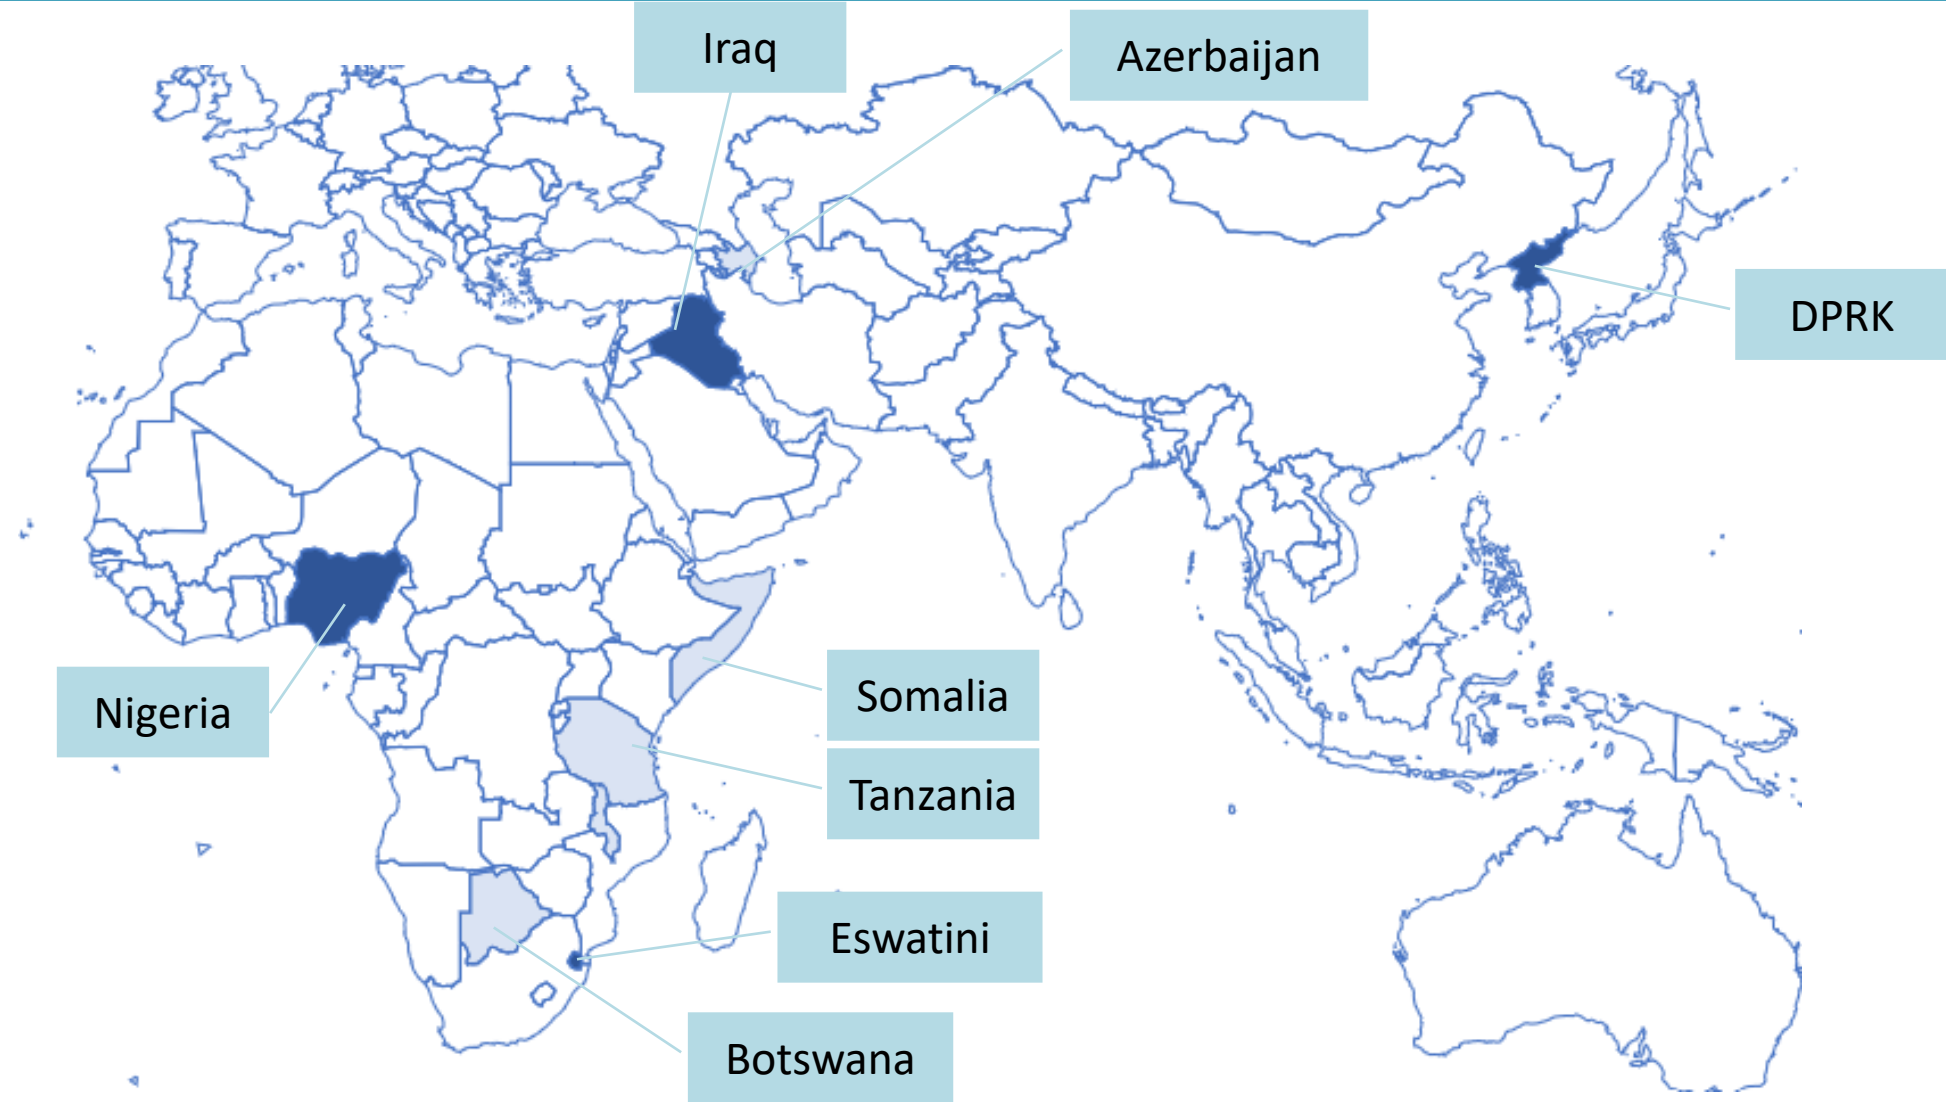 Iraq
Azerbaijan
DPRK
Nigeria
Somalia
Tanzania
Eswatini
Botswana